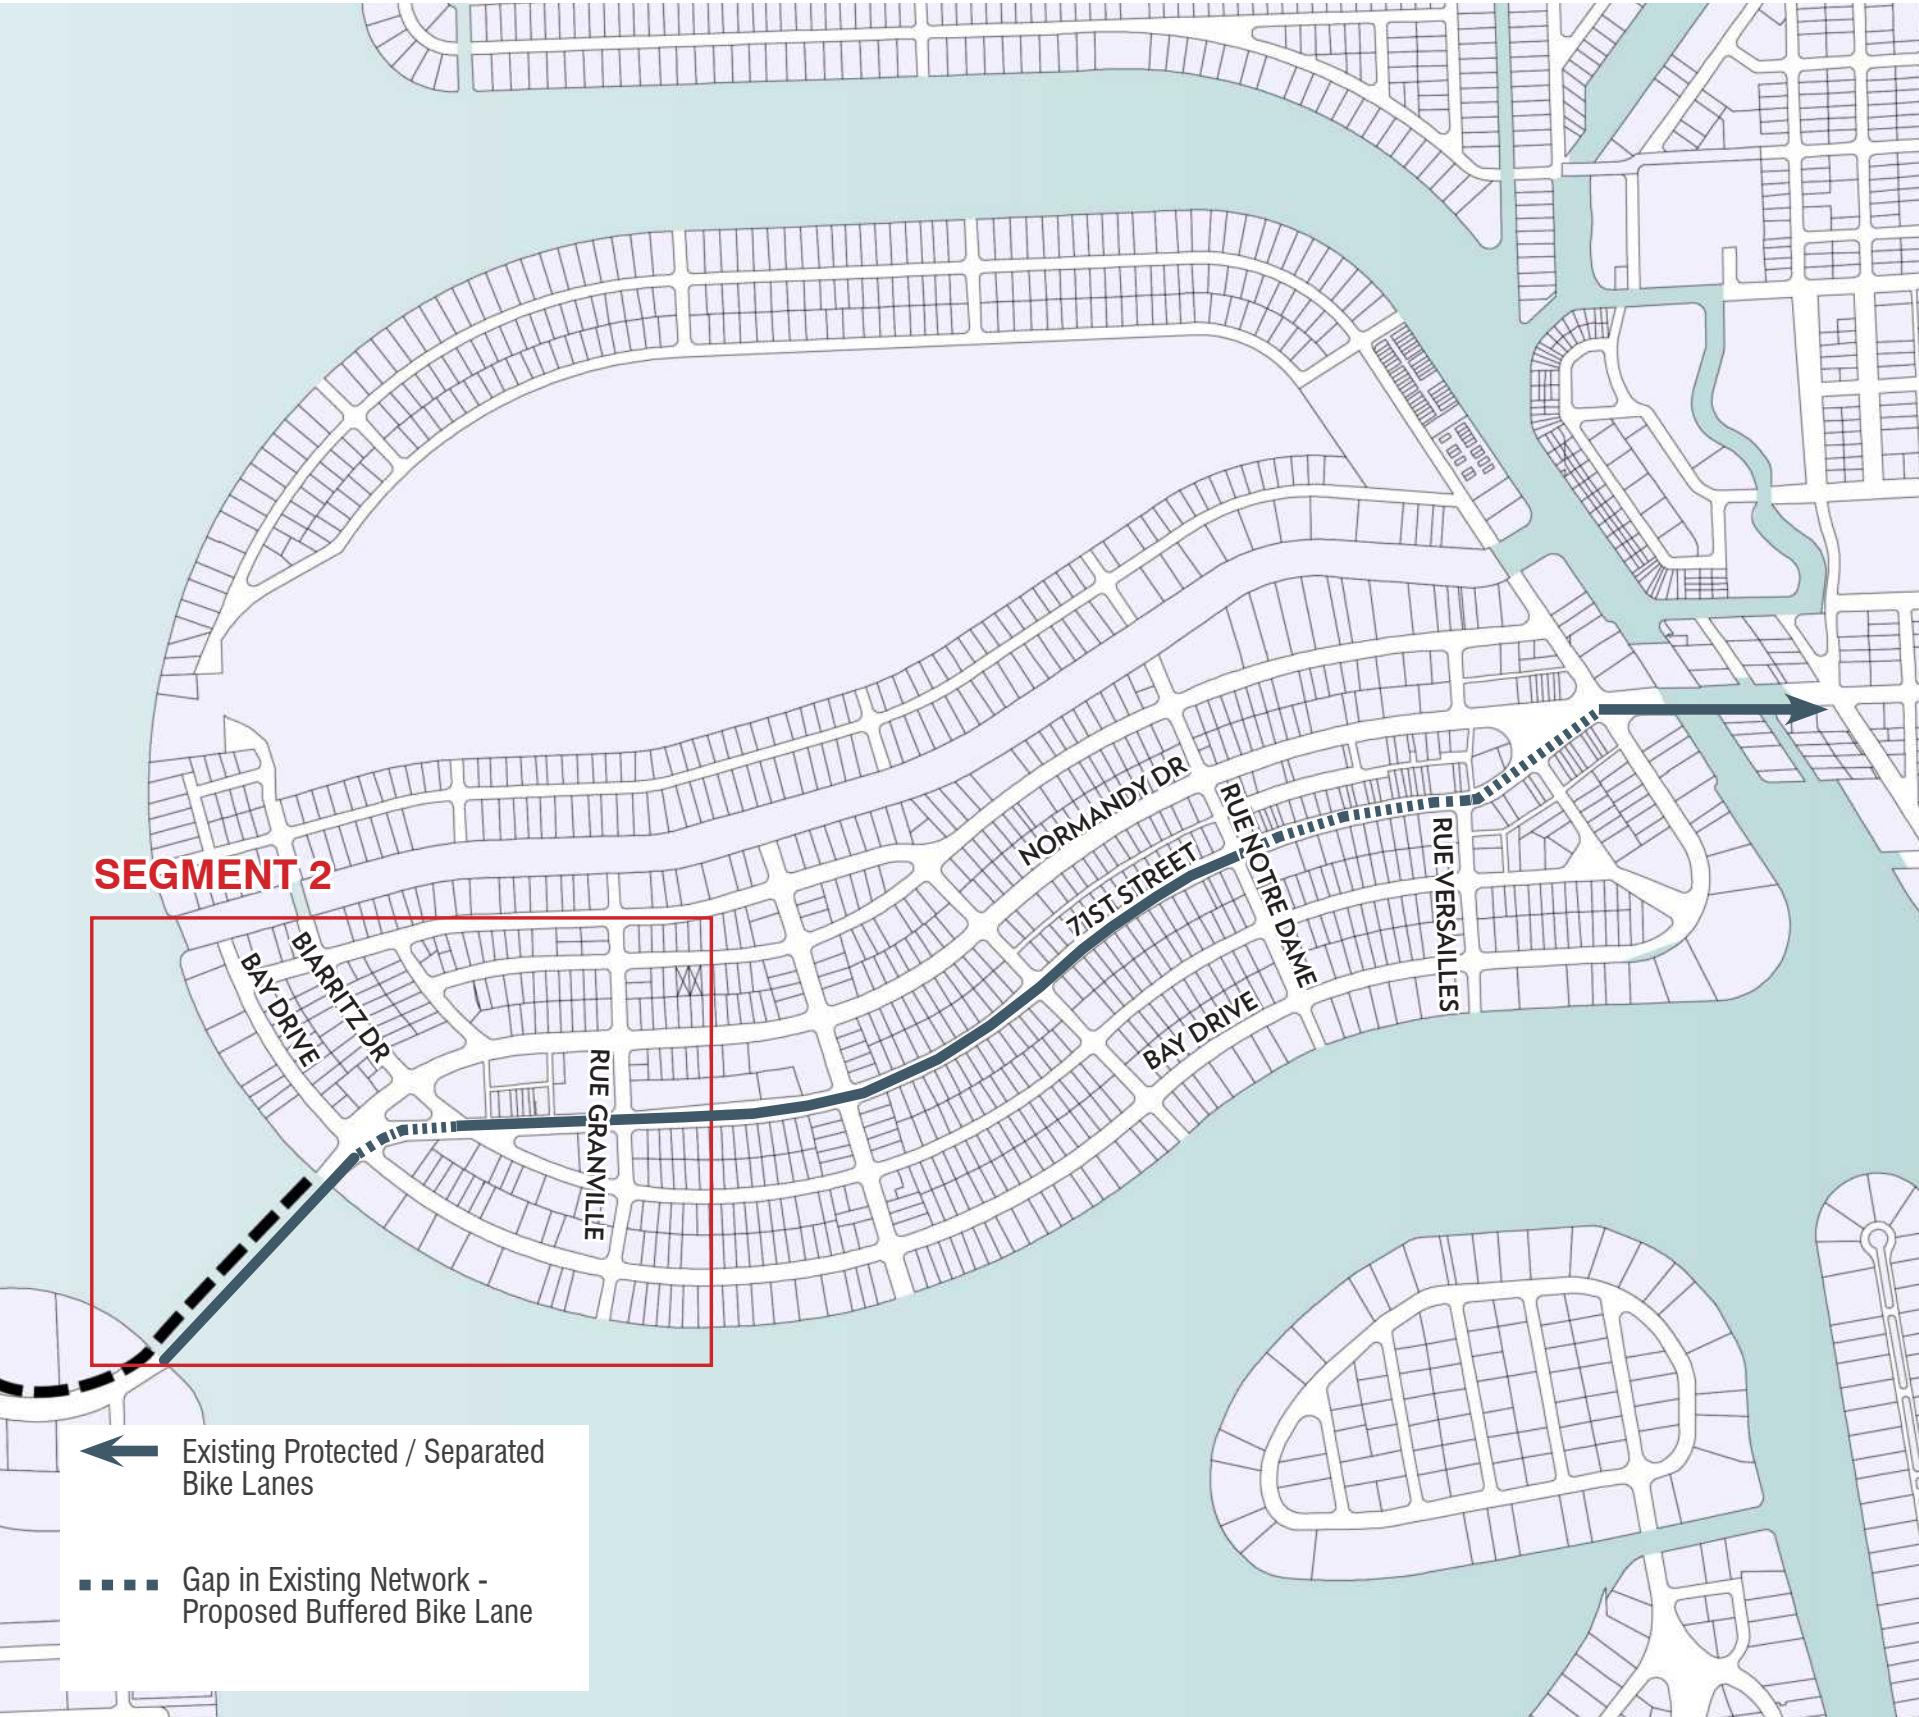 NORMANDY DR
RUE NOTRE DAME
71ST STREET
RUE VERSAILLES
SEGMENT 2
BIARRITZ DR
BAY DRIVE
BAY DRIVE
RUE GRANVILLE
Existing Protected / Separated
Bike Lanes
Gap in Existing Network -
Proposed Buffered Bike Lane